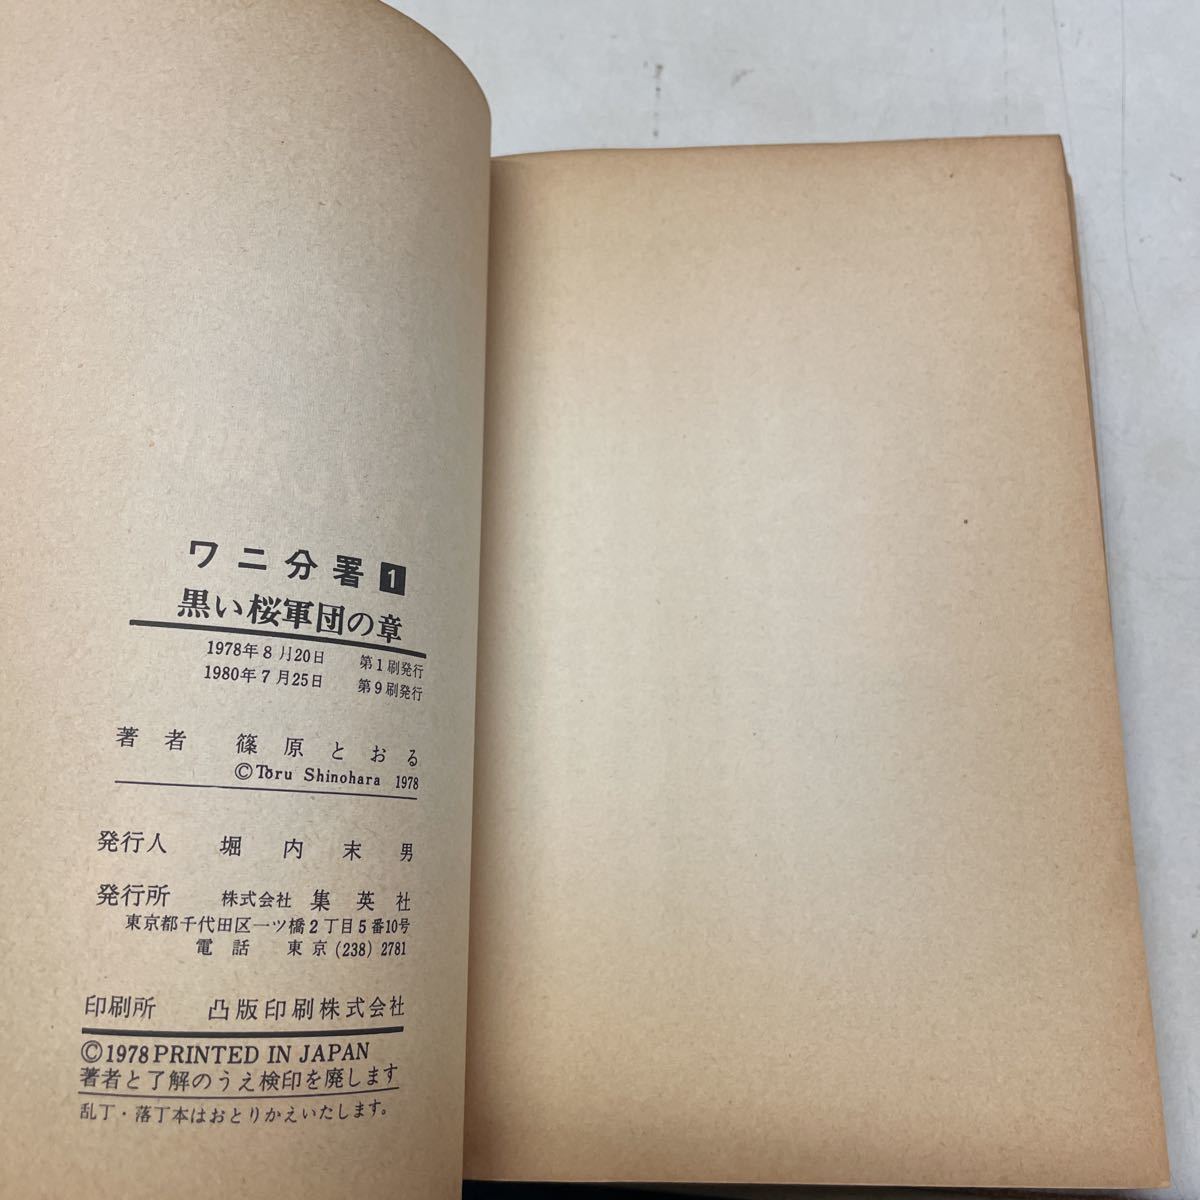 ワニ分署1
黒い桜軍団の章
1978年8月20日 第1刷発行
1980年7月25日 第9刷発行
著者 篠原とおる
©Tōru Shinohara 1978
発行人 堀内末男
発行所 株式会社 集英社
東京都千代田区一ツ橋2丁目5番10号
電話 東京(238)2781
印刷所 凸版印刷株式会社
©1978 PRINTED IN JAPAN
著者と了解のうえ検印を廃します
乱丁・落丁本はおとりかえいたします。